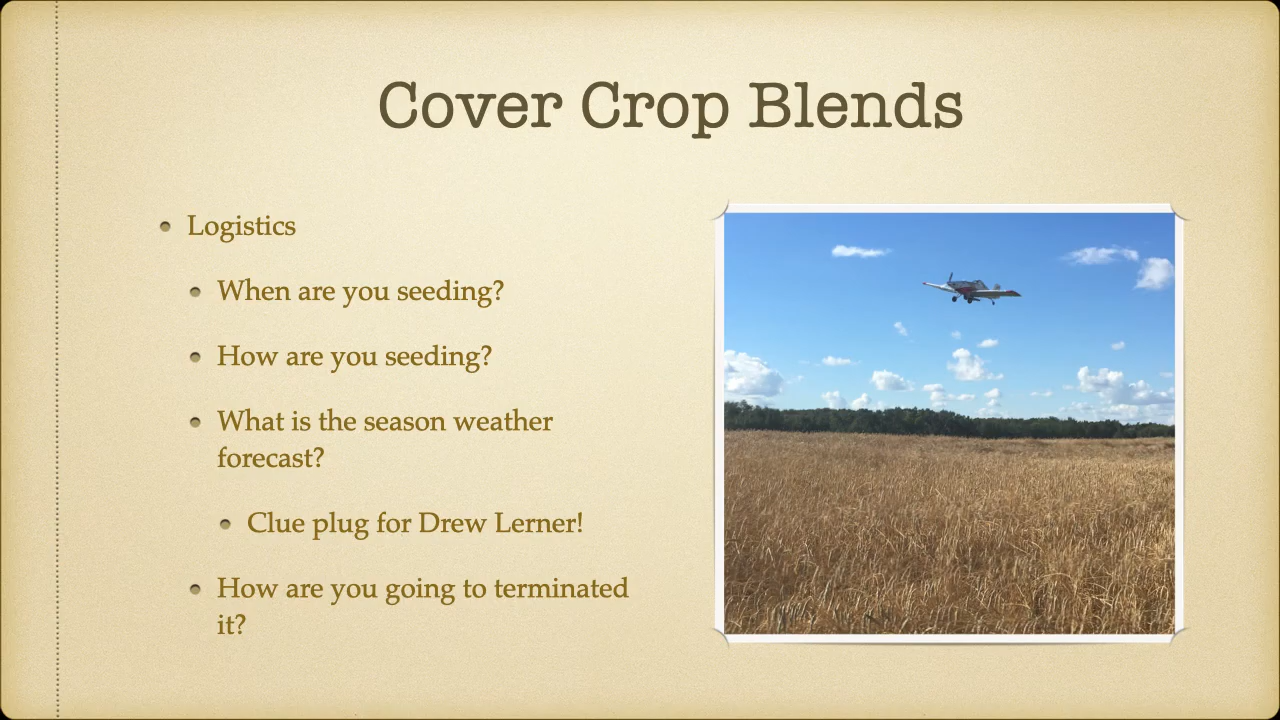 Cover Crop Blends
Logistics
When are you seeding?
How are you seeding?
What is the season weather
forecast?
Clue plug for Drew Lerner!
How are you going to terminated
it?